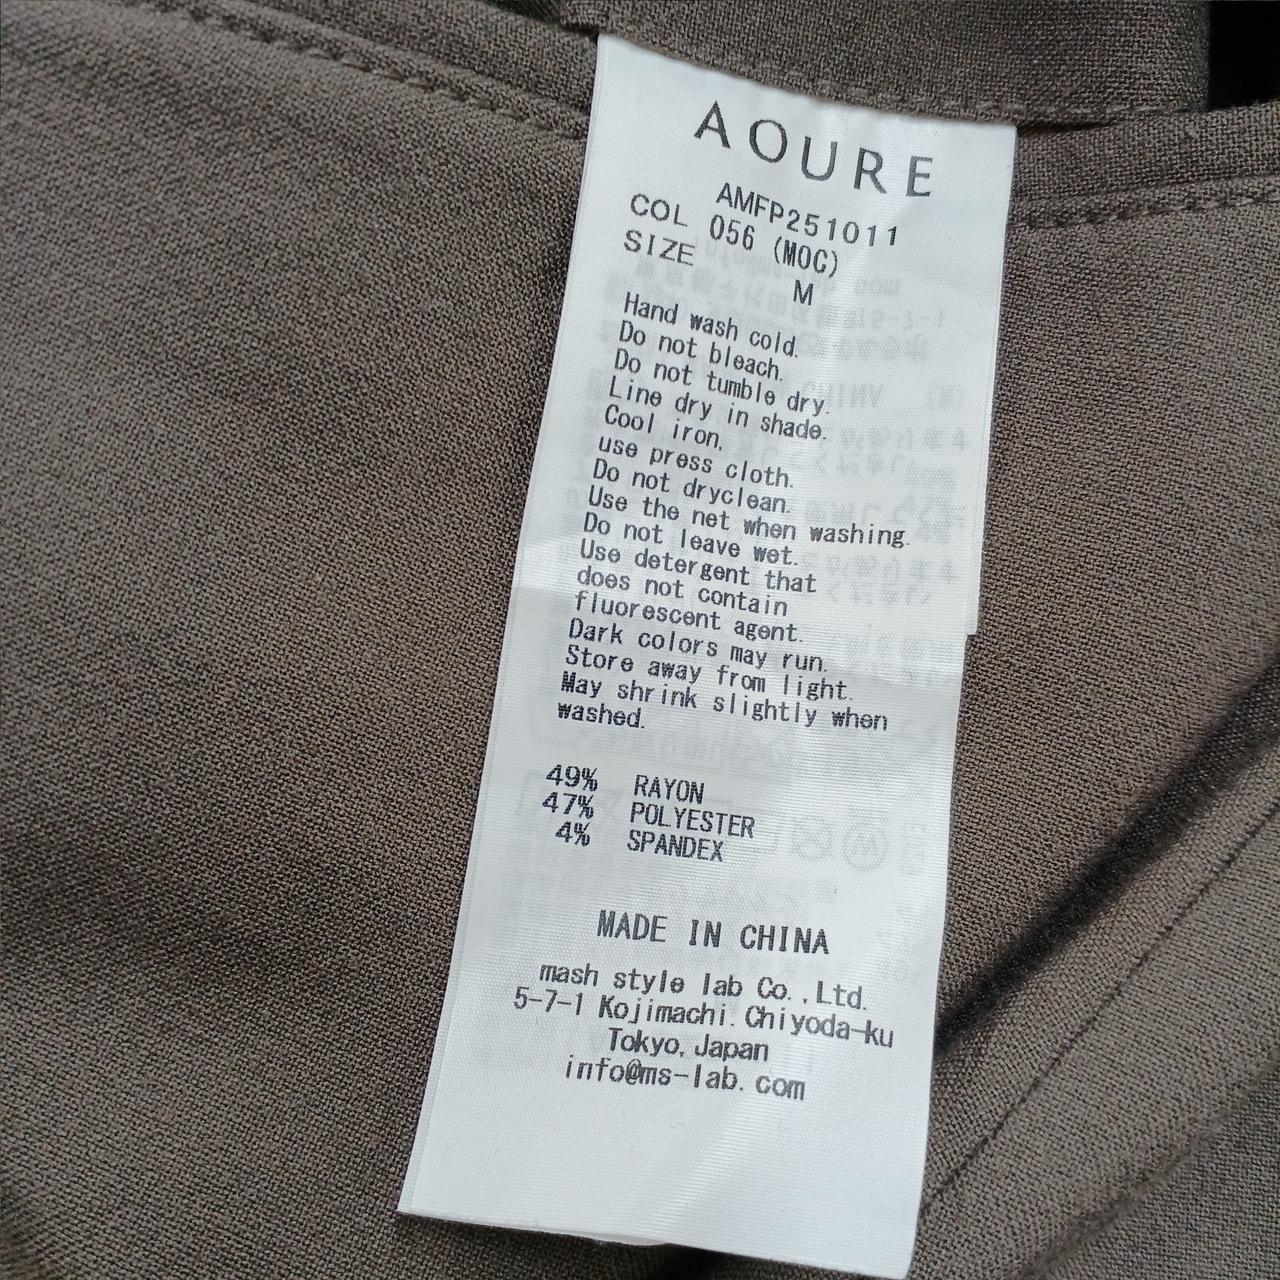 AOURE
AMFP251011
COL 056 (MOC)
SIZE M
Hand wash cold.
Do not bleach.
Do not tumble dry.
Line dry in shade.
Cool iron,
use press cloth.
Do not dryclean.
Use the net when washing.
Do not leave wet.
Use detergent that
does not contain
fluorescent agent.
Dark colors may run.
Store away from light.
May shrink slightly when
washed.
49% RAYON
47% POLYESTER
4% SPANDEX
MADE IN CHINA
mash style lab Co.,Ltd.
5-7-1 Kojimachi. Chiyoda-ku
Tokyo, Japan
info@ms-lab.com